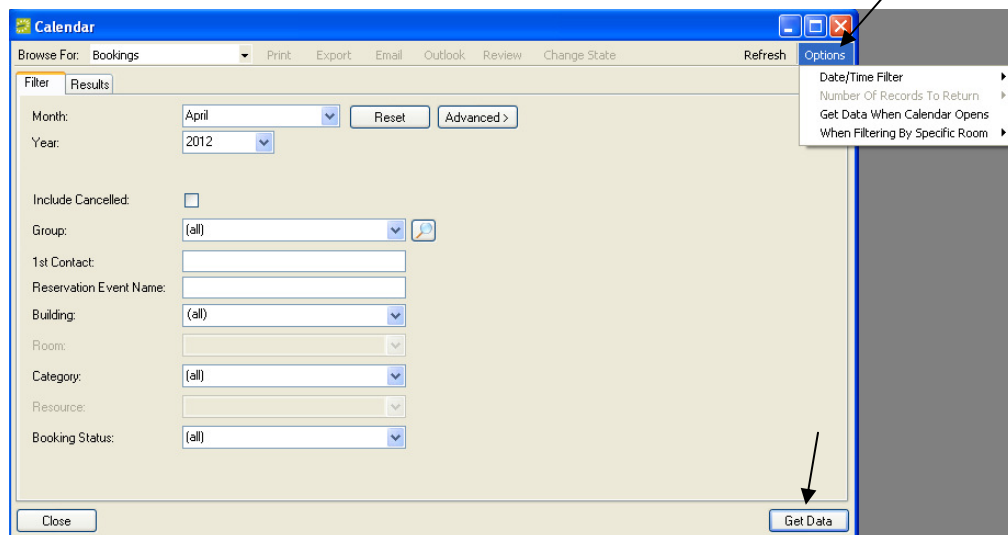 Calendar
Browse For: Bookings Print Export Email Outlook Review Change State Refresh Options
Filter Results
Date/Time Filter
Number Of Records To Return
Get Data When Calendar Opens
When Filtering By Specific Room
Month: April Reset Advanced >
Year: 2012
Include Cancelled:
Group: (all)
1st Contact:
Reservation Event Name:
Building: (all)
Room:
Category: (all)
Resource:
Booking Status: (all)
Close Get Data